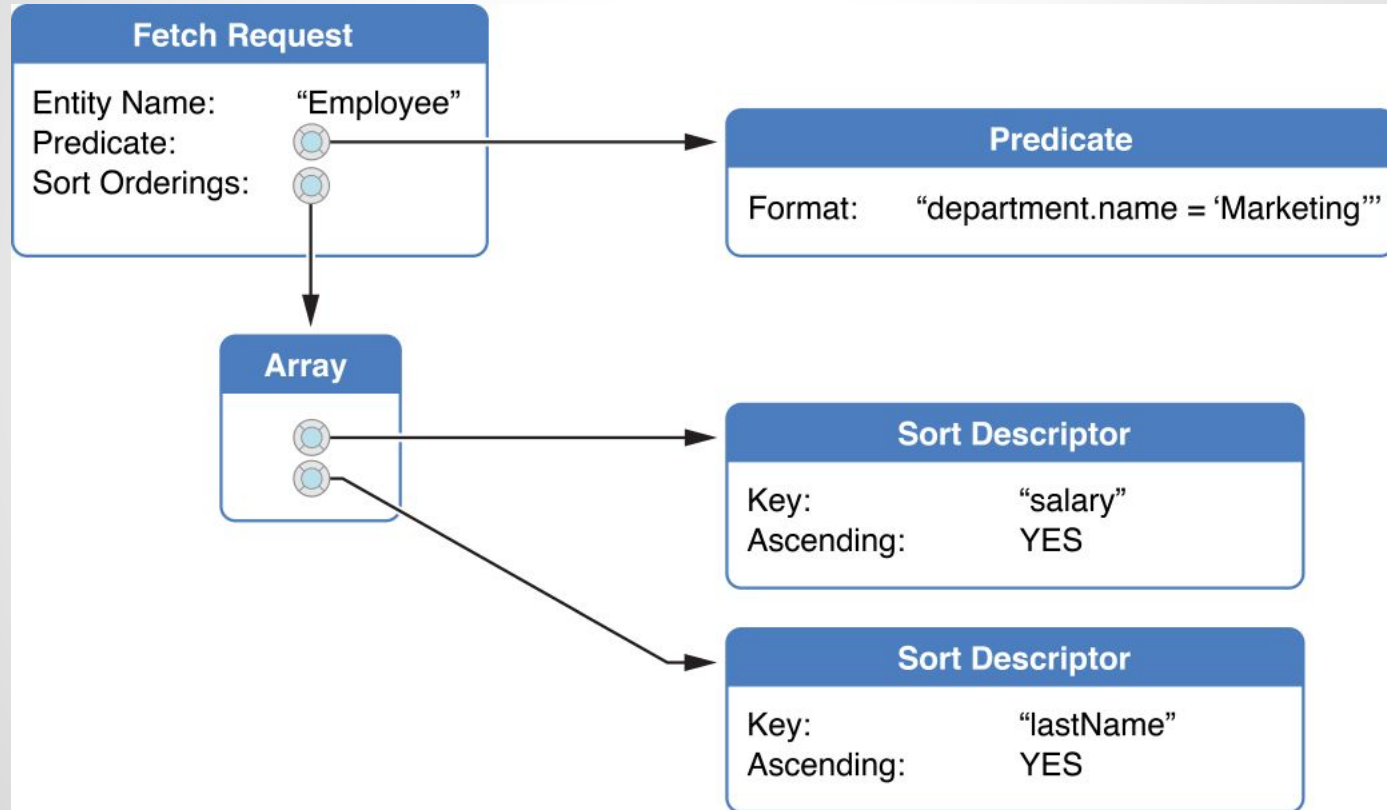 Fetch Request
Entity Name: “Employee”
Predicate:
Sort Orderings:
Predicate
Format: “department.name = ‘Marketing’”
Array
Sort Descriptor
Key: “salary”
Ascending: YES
Sort Descriptor
Key: “lastName”
Ascending: YES